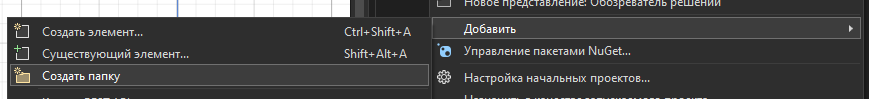 Новое представление: Обозреватель решений
Создать элемент... Ctrl+Shift+A
Добавить
Существующий элемент... Shift+Alt+A
Управление пакетами NuGet...
Создать папку
Настройка начальных проектов...